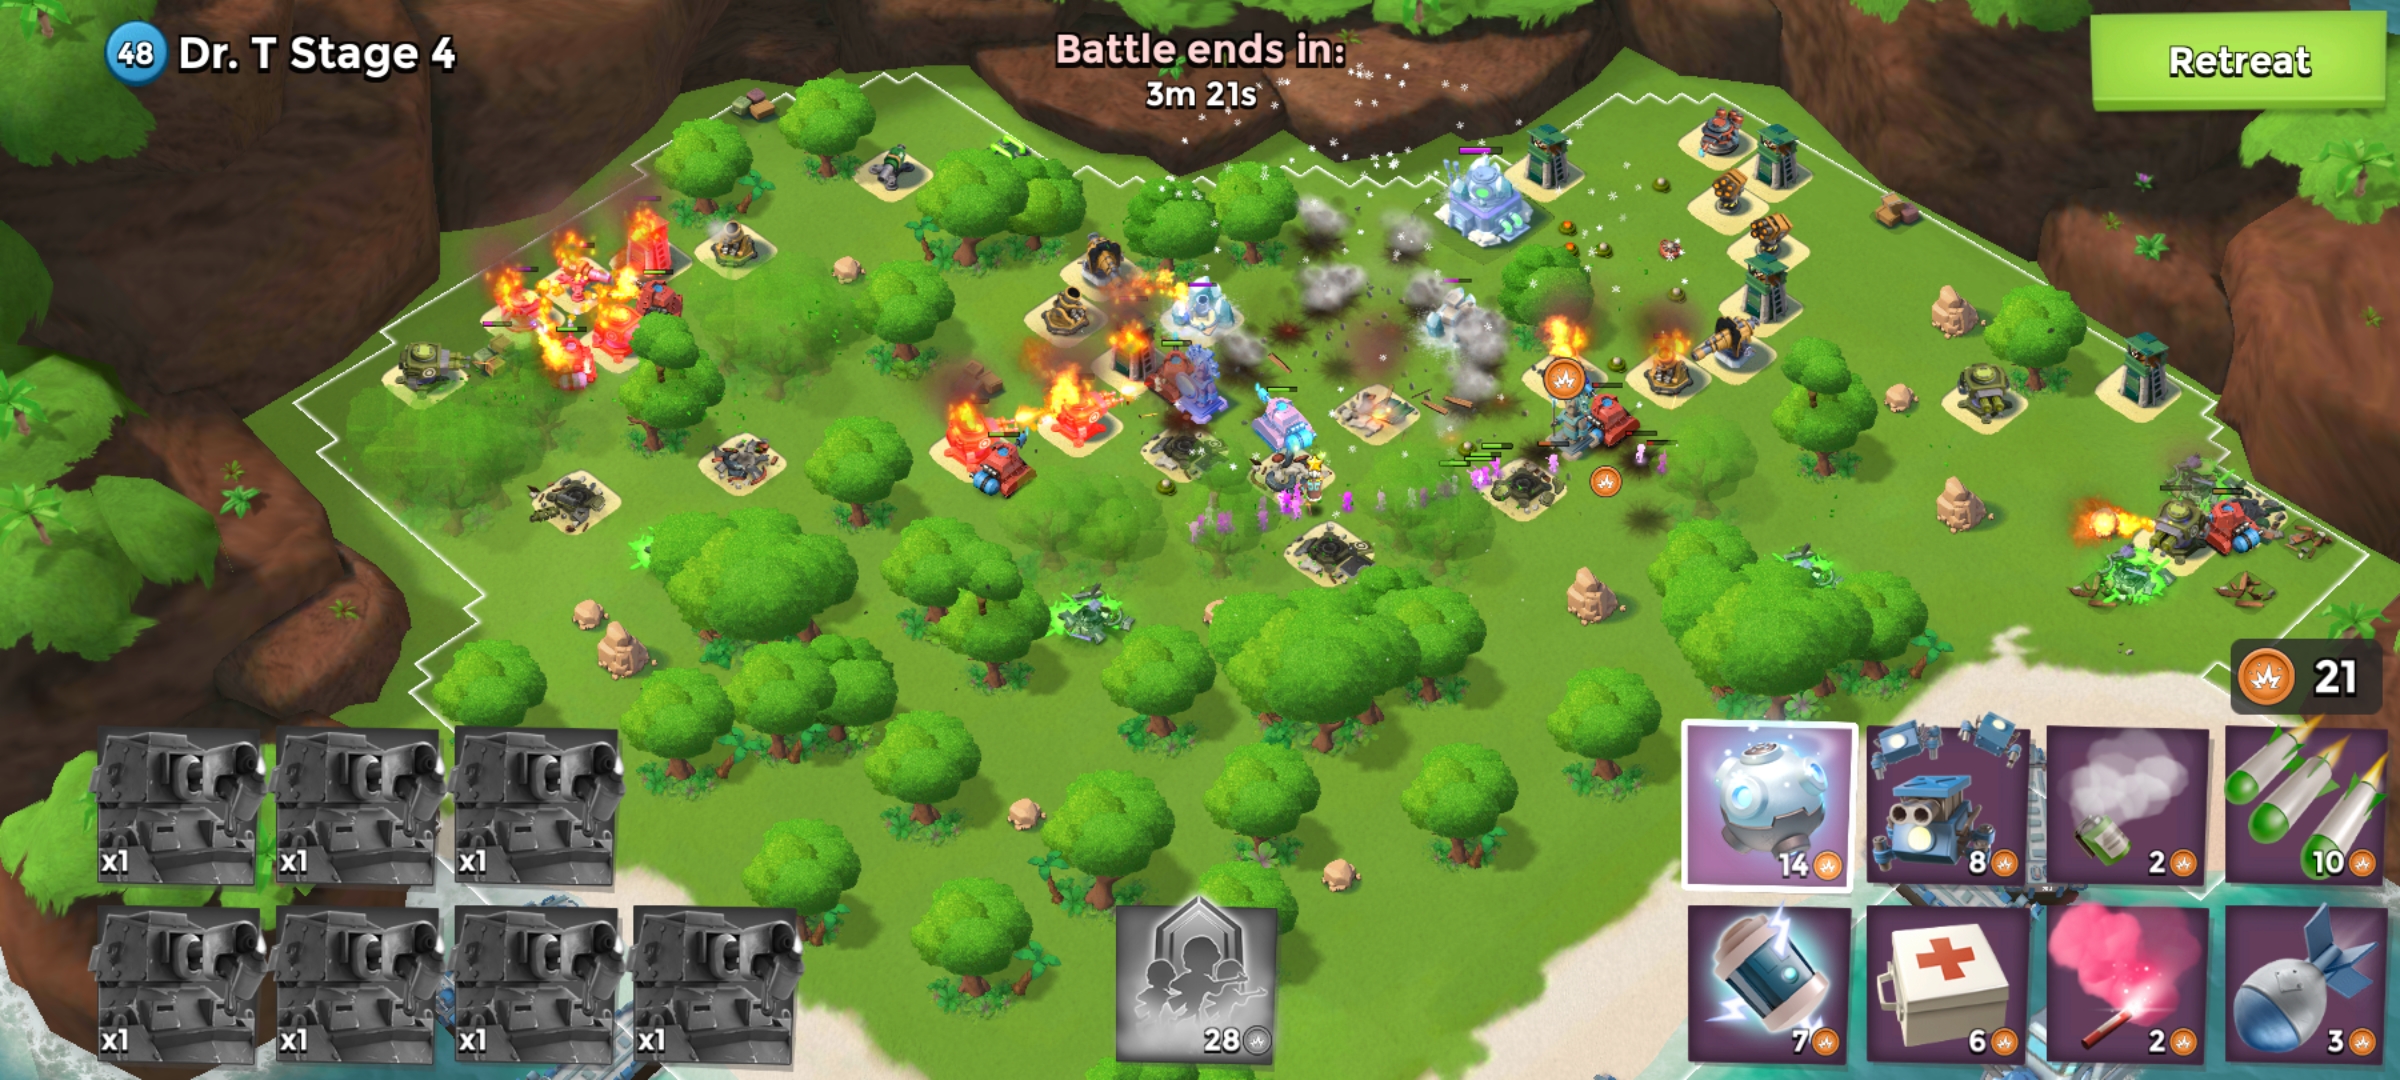 48 Dr. T Stage 4
Battle ends in:
3m 21s
Retreat
21
14
8
2
10
x1
x1
x1
x1
x1
x1
x1
28
7
6
2
3